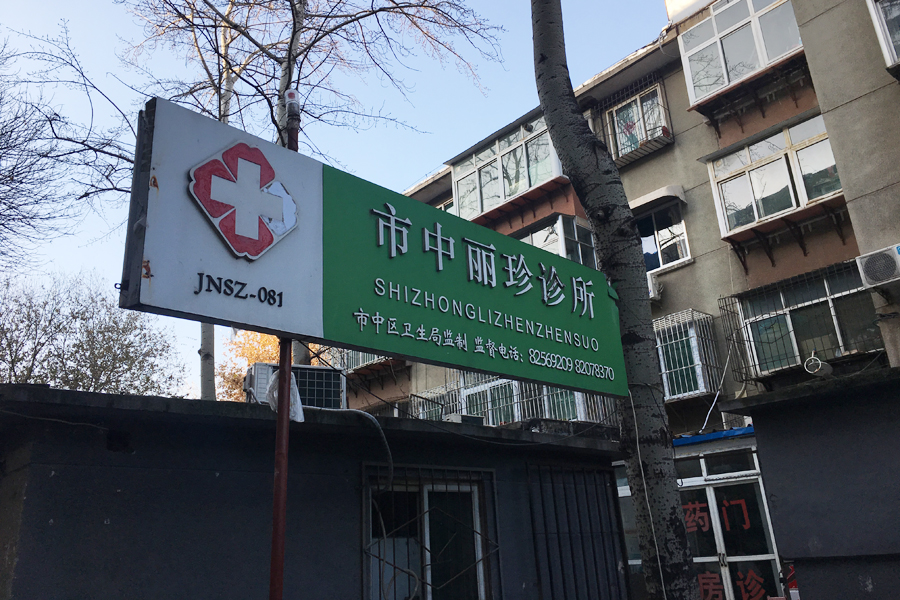 JNSZ-081
市中丽珍诊所
SHIZHONGLIZHENZHENSUO
市中区卫生局监制 监督电话: 82569209 82078370
药 门
房 诊